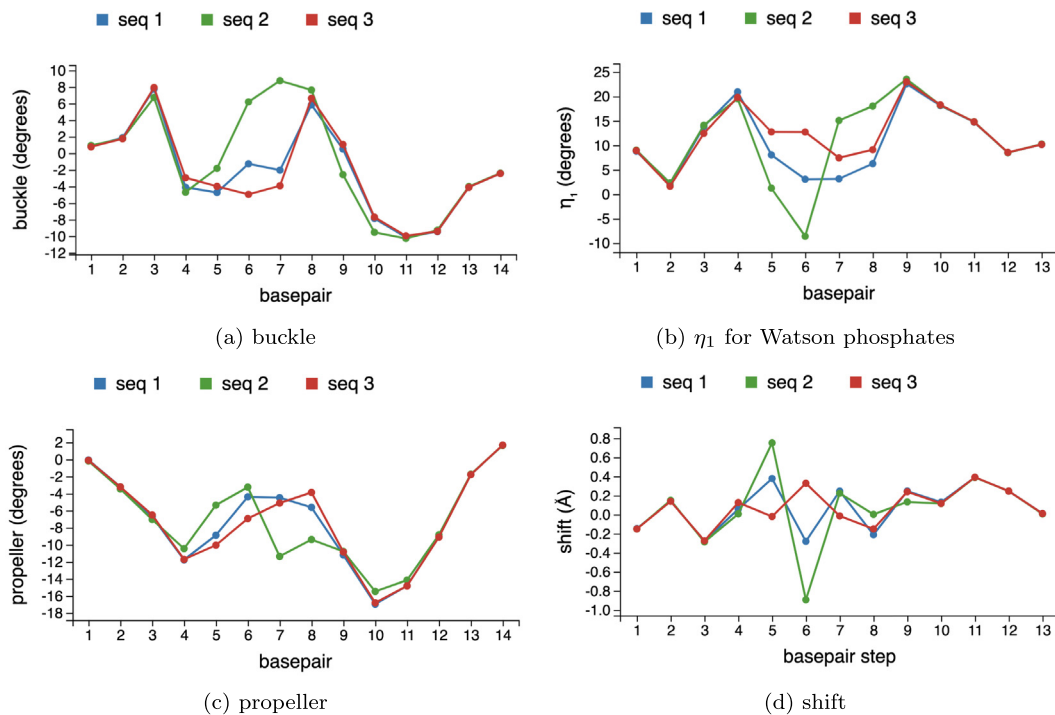 seq 1 seq 2 seq 3
buckle (degrees)
10
8
6
4
2
0
-2
-4
-6
-8
-10
-12
1 2 3 4 5 6 7 8 9 10 11 12 13 14
basepair
(a) buckle
seq 1 seq 2 seq 3
η₁ (degrees)
25
20
15
10
5
0
-5
-10
1 2 3 4 5 6 7 8 9 10 11 12 13
basepair
(b) η₁ for Watson phosphates
seq 1 seq 2 seq 3
propeller (degrees)
2
0
-2
-4
-6
-8
-10
-12
-14
-16
-18
1 2 3 4 5 6 7 8 9 10 11 12 13 14
basepair
(c) propeller
seq 1 seq 2 seq 3
shift (Å)
0.8
0.6
0.4
0.2
0.0
-0.2
-0.4
-0.6
-0.8
-1.0
1 2 3 4 5 6 7 8 9 10 11 12 13
basepair step
(d) shift